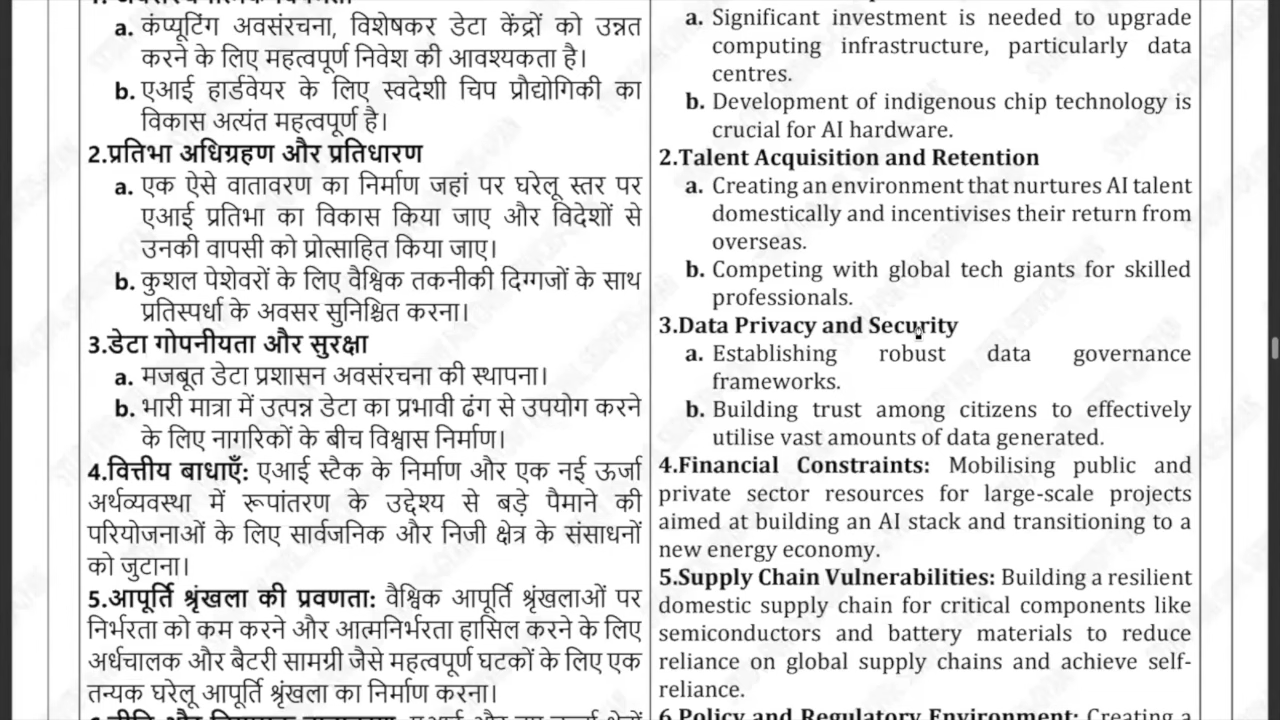 a. कंप्यूटिंग अवसंरचना, विशेषकर डेटा केंद्रों को उन्नत
करने के लिए महत्वपूर्ण निवेश की आवश्यकता है।
b. एआई हार्डवेयर के लिए स्वदेशी चिप प्रौद्योगिकी का
विकास अत्यंत महत्वपूर्ण है।
2.प्रतिभा अधिग्रहण और प्रतिधारण
a. एक ऐसे वातावरण का निर्माण जहां पर घरेलू स्तर पर
एआई प्रतिभा का विकास किया जाए और विदेशों से
उनकी वापसी को प्रोत्साहित किया जाए।
b. कुशल पेशेवरों के लिए वैश्विक तकनीकी दिग्गजों के साथ
प्रतिस्पर्धा के अवसर सुनिश्चित करना।
3.डेटा गोपनीयता और सुरक्षा
a. मजबूत डेटा प्रशासन अवसंरचना की स्थापना।
b. भारी मात्रा में उत्पन्न डेटा का प्रभावी ढंग से उपयोग करने
के लिए नागरिकों के बीच विश्वास निर्माण।
4.वित्तीय बाधाएँ: एआई स्टैक के निर्माण और एक नई ऊर्जा
अर्थव्यवस्था में रूपांतरण के उद्देश्य से बड़े पैमाने की
परियोजनाओं के लिए सार्वजनिक और निजी क्षेत्र के संसाधनों
को जुटाना।
5.आपूर्ति श्रृंखला की प्रवणता: वैश्विक आपूर्ति श्रृंखलाओं पर
निर्भरता को कम करने और आत्मनिर्भरता हासिल करने के लिए
अर्धचालक और बैटरी सामग्री जैसे महत्वपूर्ण घटकों के लिए एक
तन्यक घरेलू आपूर्ति श्रृंखला का निर्माण करना।
a. Significant investment is needed to upgrade
computing infrastructure, particularly data
centres.
b. Development of indigenous chip technology is
crucial for AI hardware.
2.Talent Acquisition and Retention
a. Creating an environment that nurtures AI talent
domestically and incentivises their return from
overseas.
b. Competing with global tech giants for skilled
professionals.
3.Data Privacy and Security
a. Establishing robust data governance
frameworks.
b. Building trust among citizens to effectively
utilise vast amounts of data generated.
4.Financial Constraints: Mobilising public and
private sector resources for large-scale projects
aimed at building an AI stack and transitioning to a
new energy economy.
5.Supply Chain Vulnerabilities: Building a resilient
domestic supply chain for critical components like
semiconductors and battery materials to reduce
reliance on global supply chains and achieve self-
reliance.
6.Policy and Regulatory Environment: Creating a